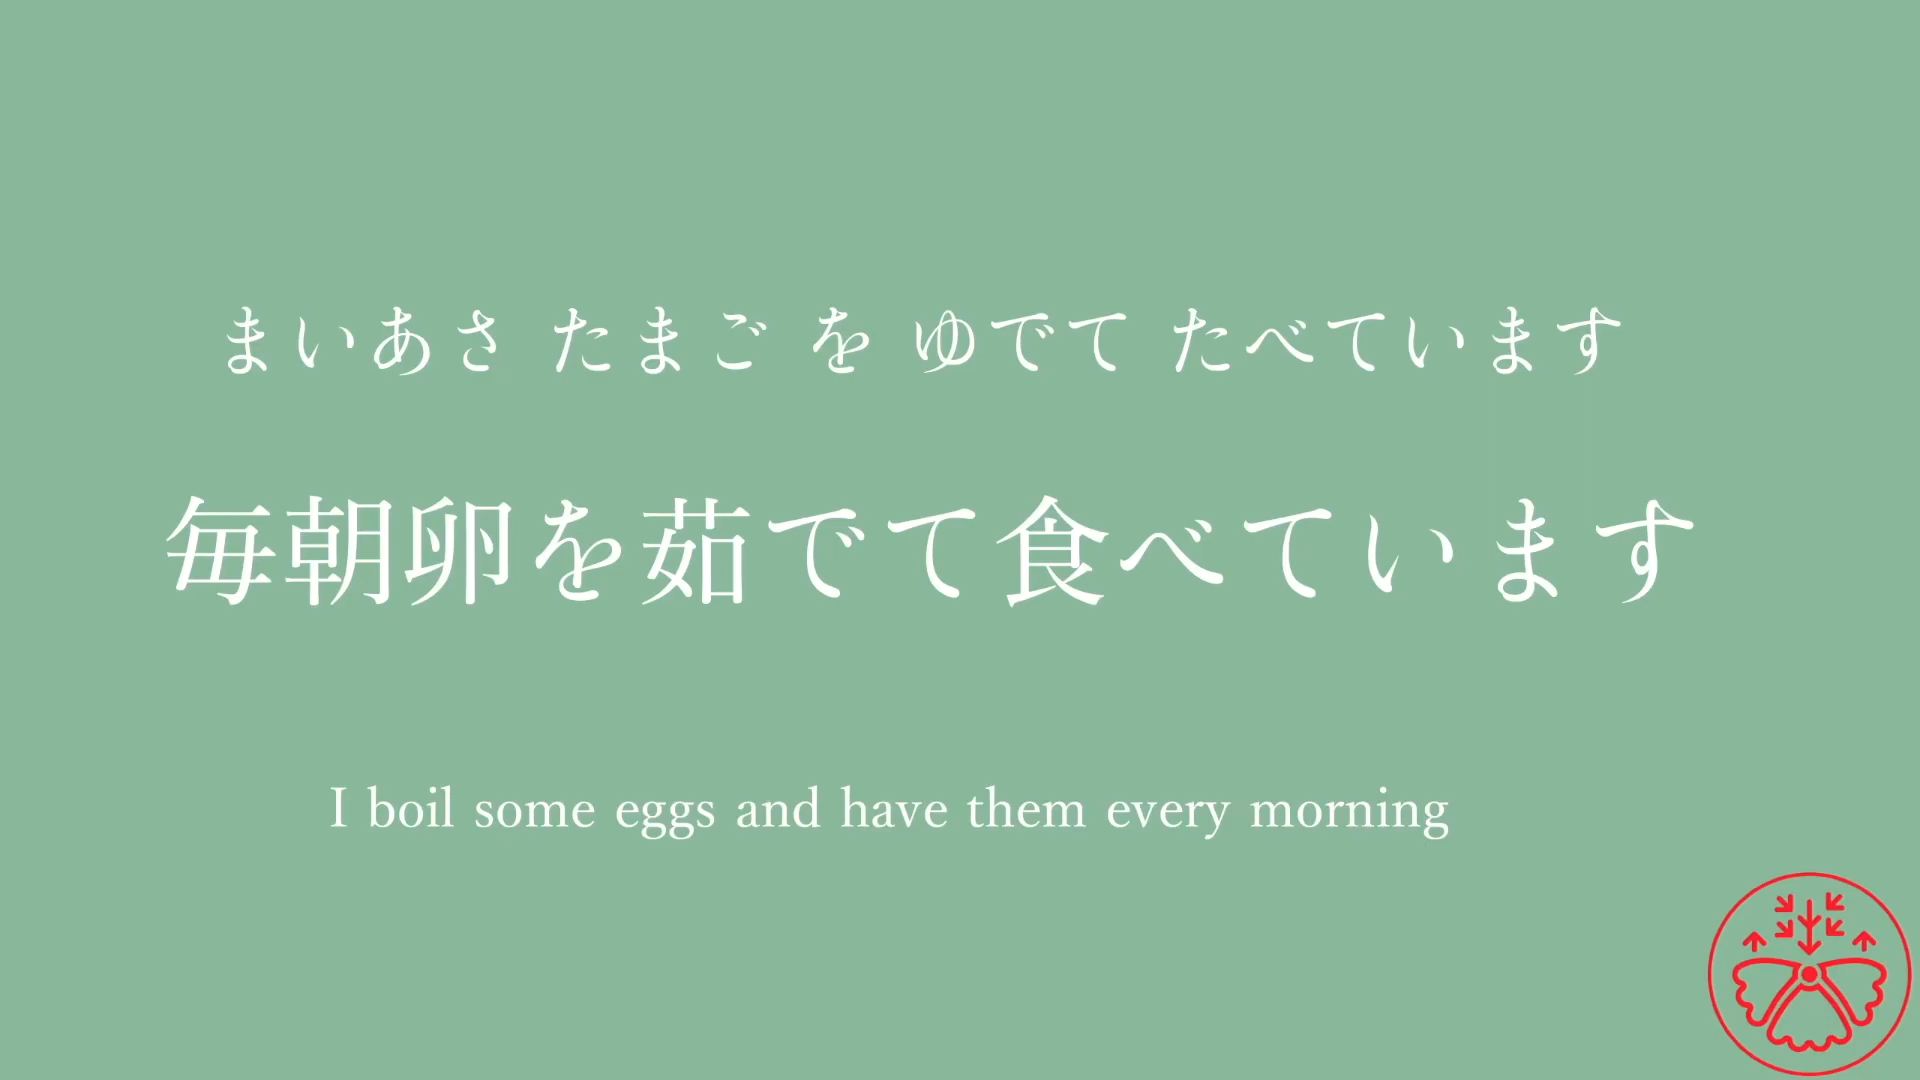 まいあさ たまご を ゆでて たべています
毎朝卵を茹でて食べています
I boil some eggs and have them every morning